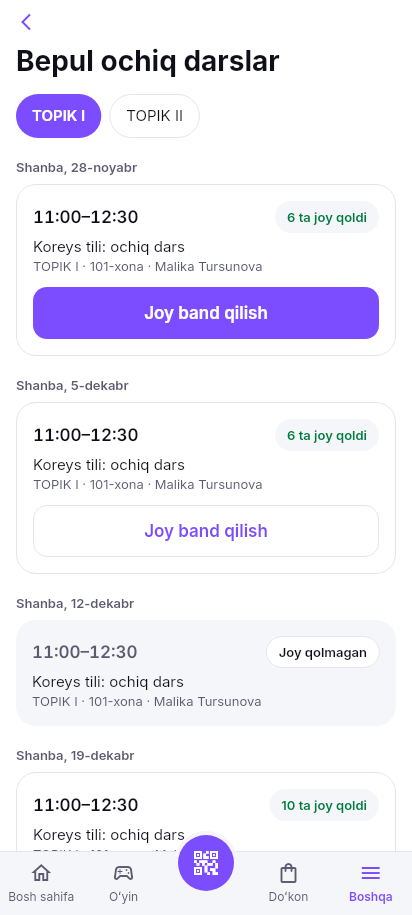 Bepul ochiq darslar
TOPIK I
TOPIK II
Shanba, 28-noyabr
11:00–12:30
6 ta joy qoldi
Koreys tili: ochiq dars
TOPIK I · 101-xona · Malika Tursunova
Joy band qilish
Shanba, 5-dekabr
11:00–12:30
6 ta joy qoldi
Koreys tili: ochiq dars
TOPIK I · 101-xona · Malika Tursunova
Joy band qilish
Shanba, 12-dekabr
11:00–12:30
Joy qolmagan
Koreys tili: ochiq dars
TOPIK I · 101-xona · Malika Tursunova
Shanba, 19-dekabr
11:00–12:30
10 ta joy qoldi
Koreys tili: ochiq dars
Bosh sahifa
Oʻyin
Doʻkon
Boshqa